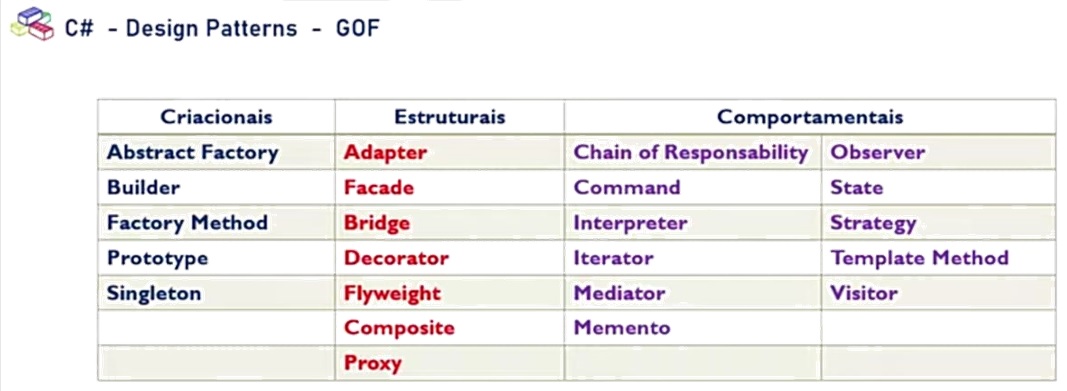 C# - Design Patterns - GOF
Criacionais Estruturais Comportamentais
Abstract Factory Adapter Chain of Responsability Observer
Builder Facade Command State
Factory Method Bridge Interpreter Strategy
Prototype Decorator Iterator Template Method
Singleton Flyweight Mediator Visitor
Composite Memento
Proxy